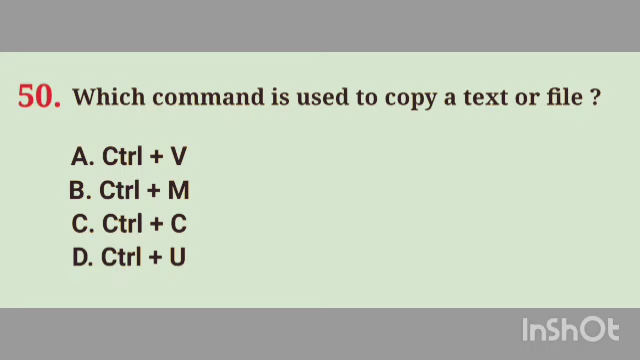 50. Which command is used to copy a text or file ?
A. Ctrl + V
B. Ctrl + M
C. Ctrl + C
D. Ctrl + U
InShOt